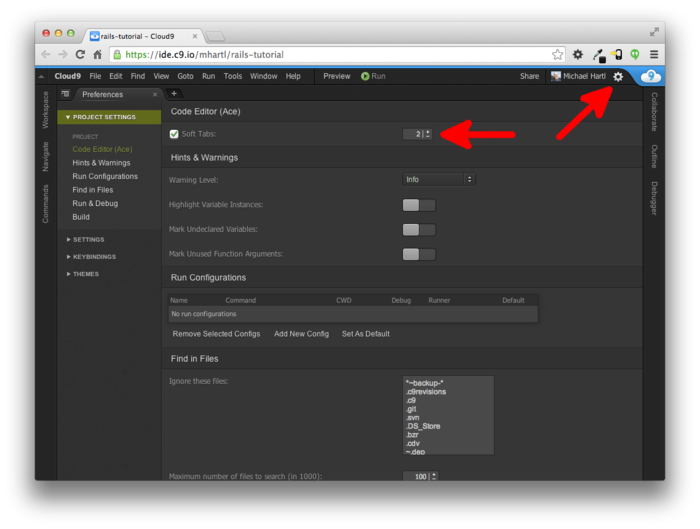 rails-tutorial - Cloud9
https://ide.c9.io/mhartl/rails-tutorial
Cloud9 File Edit Find View Goto Run Tools Window Help Preview Run Share Michael Hartl
Workspace
Navigate
Commands
Preferences
PROJECT SETTINGS
PROJECT
Code Editor (Ace)
Hints & Warnings
Run Configurations
Find in Files
Run & Debug
Build
SETTINGS
KEYBINDINGS
THEMES
Code Editor (Ace)
Soft Tabs: 2
Hints & Warnings
Warning Level: Info
Highlight Variable Instances:
Mark Undeclared Variables:
Mark Unused Function Arguments:
Run Configurations
Name Command CWD Debug Runner Default
No run configurations
Remove Selected Configs Add New Config Set As Default
Find in Files
Ignore these files:
*~backup-*
.c9revisions
.c9
.git
.svn
.DS_Store
.bzr
.cdv
~.dep
Maximum number of files to search (in 1000): 100
Collaborate
Outline
Debugger